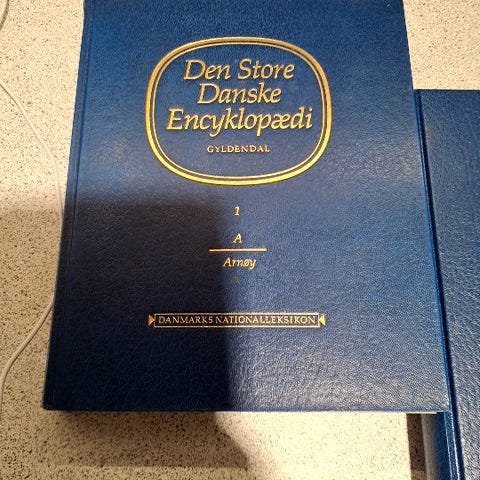 Den Store
Danske
Encyklopædi
GYLDENDAL
1
A
Arnøy
DANMARKS NATIONALLEKSIKON